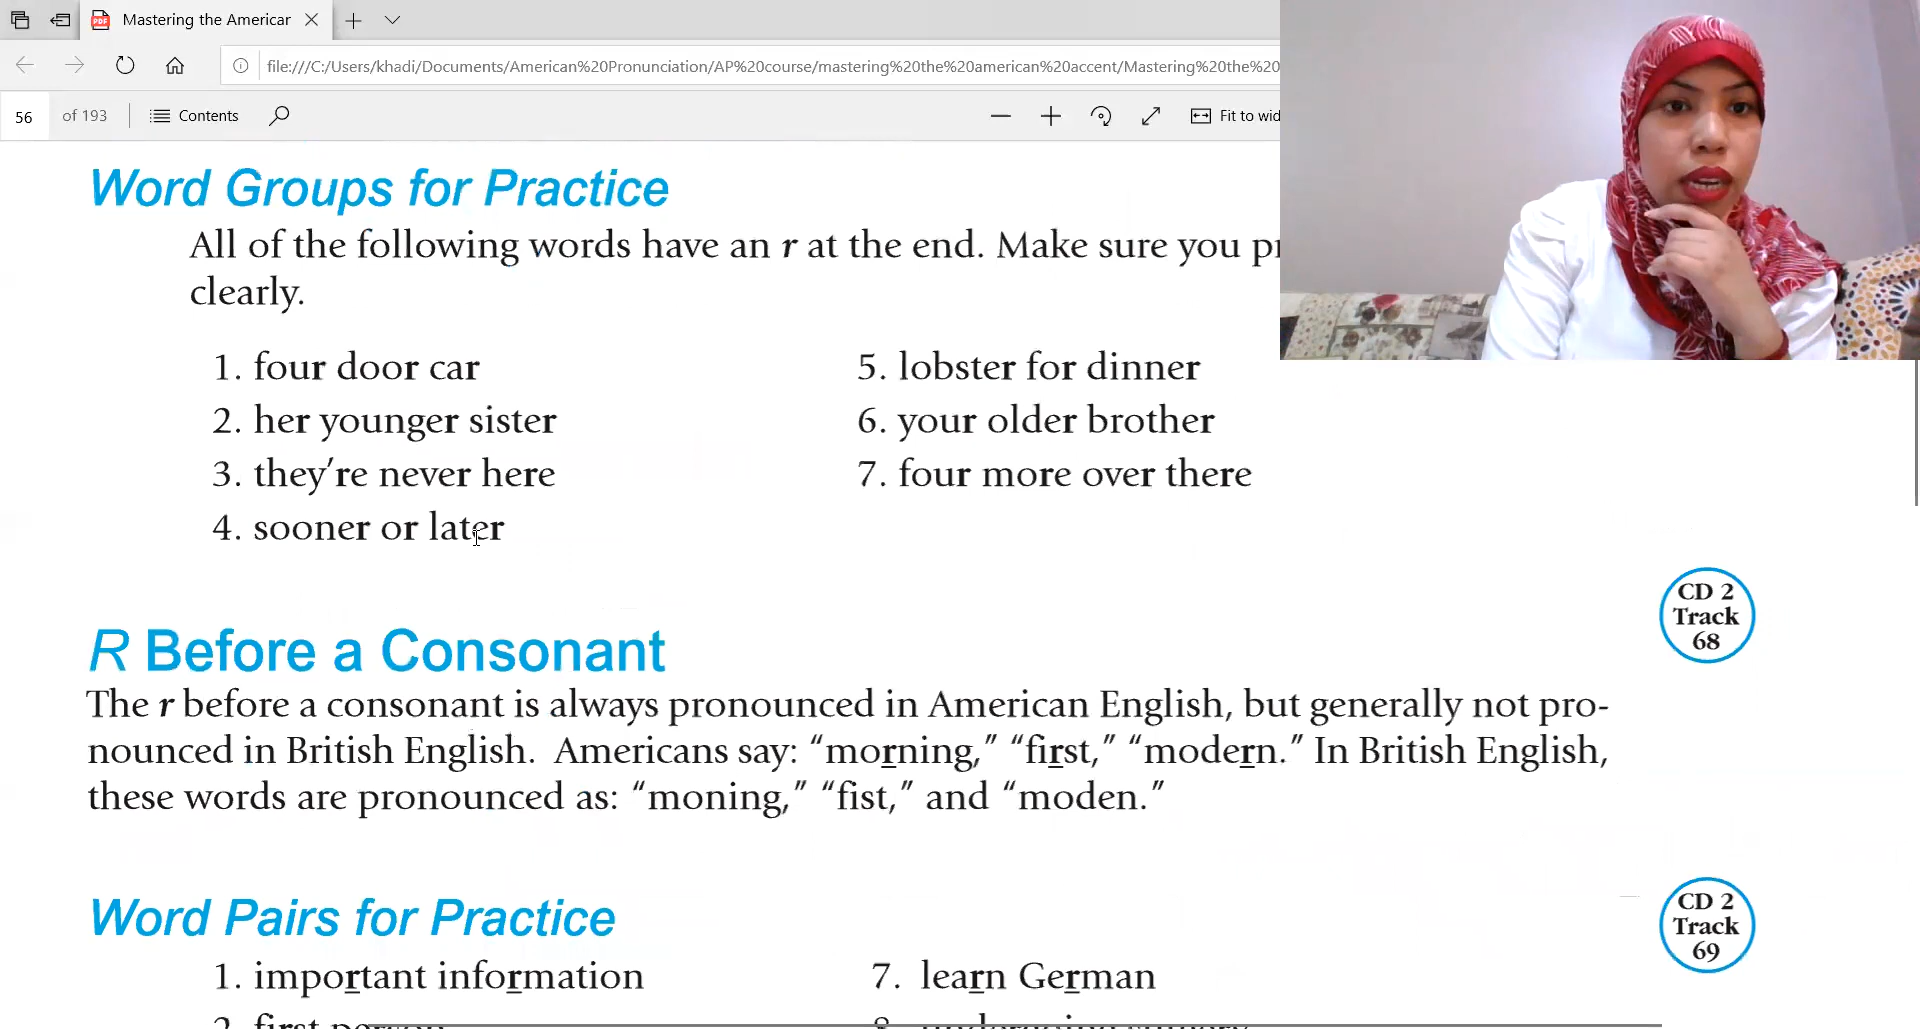 Mastering the Americar
file:///C:/Users/khadi/Documents/American%20Pronunciation/AP%20course/mastering%20the%20american%20accent/Mastering%20the%20
56 of 193 Contents Fit to wid
Word Groups for Practice
All of the following words have an r at the end. Make sure you pr
clearly.
1. four door car
2. her younger sister
3. they're never here
4. sooner or later
5. lobster for dinner
6. your older brother
7. four more over there
CD 2
Track
68
R Before a Consonant
The r before a consonant is always pronounced in American English, but generally not pro-
nounced in British English. Americans say: “morning,” “first,” “modern.” In British English,
these words are pronounced as: “moning,” “fist,” and “moden.”
CD 2
Track
69
Word Pairs for Practice
1. important information
2. first person
7. learn German